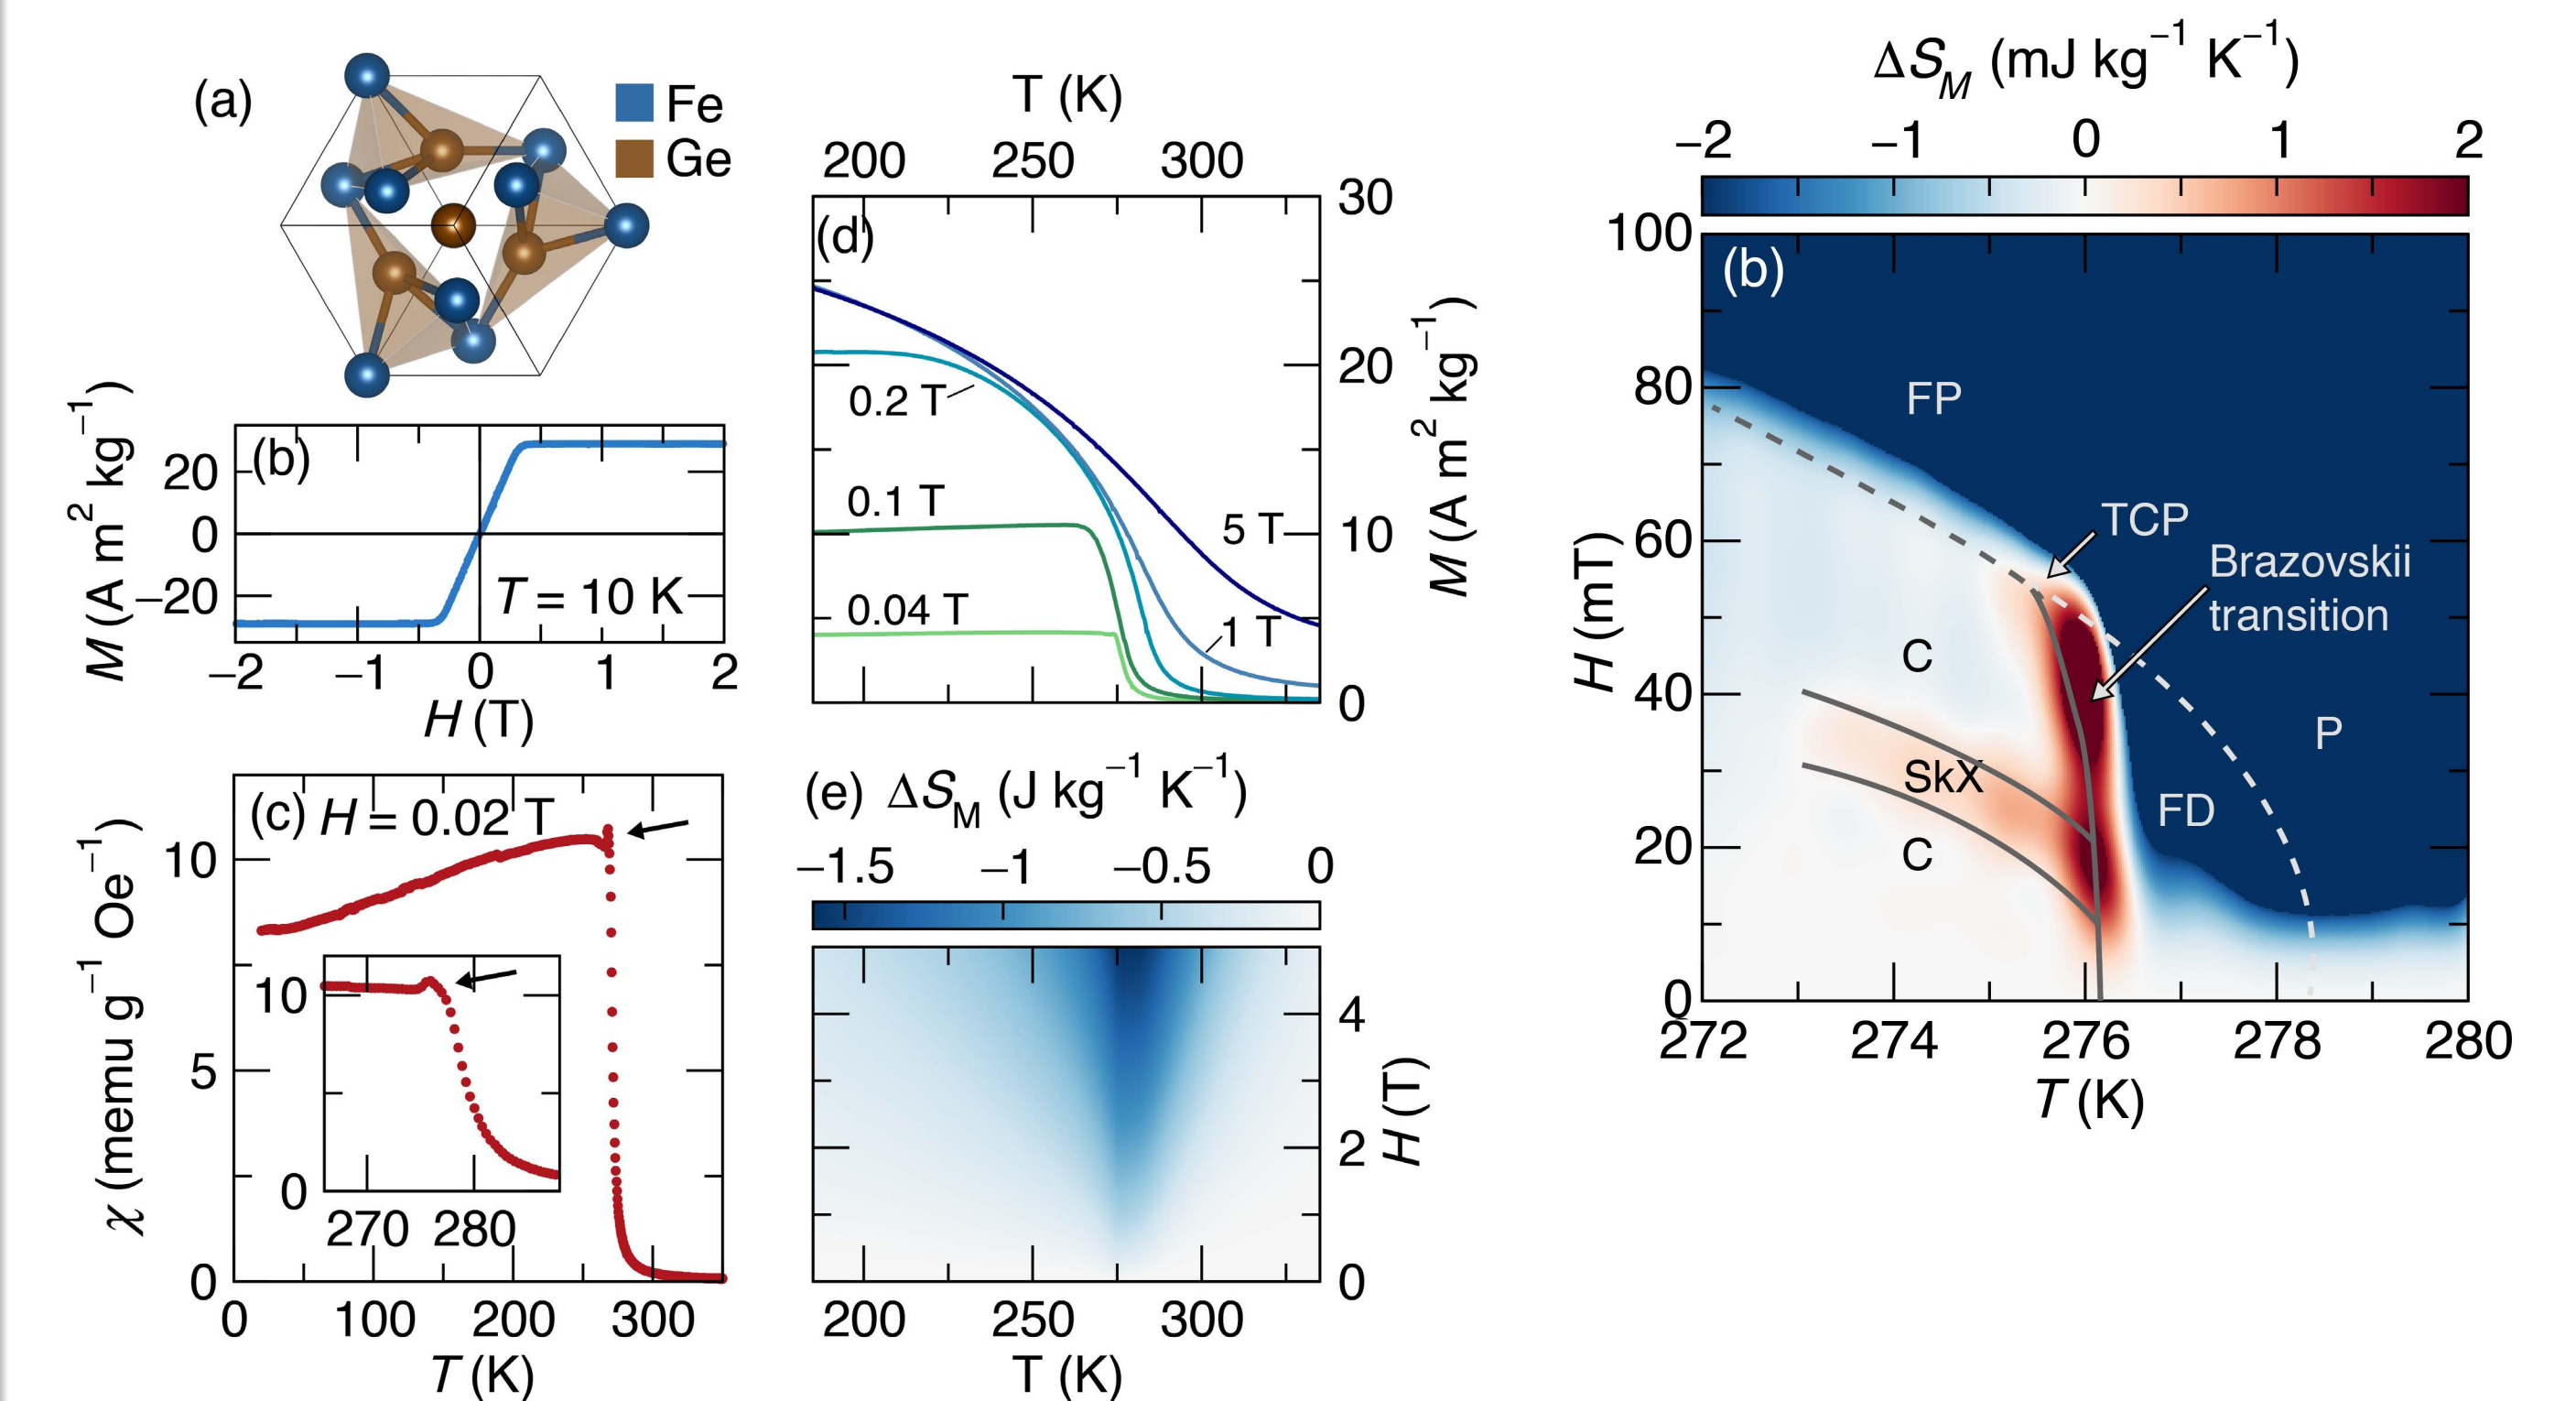 (a)
Fe
Ge
(b)
M (A m² kg⁻¹)
20
0
−20
T = 10 K
−2 −1 0 1 2
H (T)
(c) H = 0.02 T
χ (memu g⁻¹ Oe⁻¹)
10
5
0
10
0
270 280
0 100 200 300
T (K)
T (K)
200 250 300
(d)
30
20
10
0
M (A m² kg⁻¹)
0.2 T
0.1 T
0.04 T
5 T
1 T
(e) ΔS_M (J kg⁻¹ K⁻¹)
−1.5 −1 −0.5 0
4
2
0
H (T)
200 250 300
T (K)
ΔS_M (mJ kg⁻¹ K⁻¹)
−2 −1 0 1 2
(b)
100
80
60
40
20
0
H (mT)
FP
TCP
Brazovskii
transition
C
P
SkX
FD
C
272 274 276 278 280
T (K)